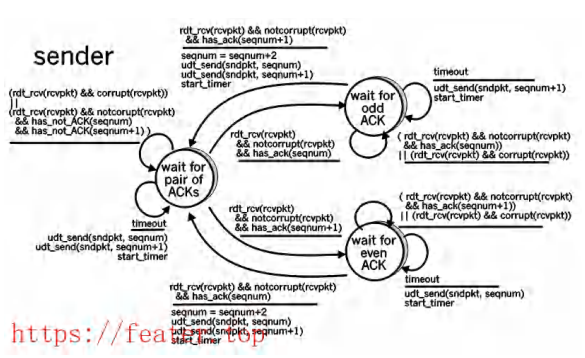 sender
rdt_rcv(rcvpkt) && notcorrupt(rcvpkt)
&& has_ack(seqnum+1)
seqnum = seqnum+2
udt_send(sndpkt, seqnum)
udt_send(sndpkt, seqnum+1)
start_timer
timeout
udt_send(sndpkt, seqnum+1)
start_timer
(rdt_rcv(rcvpkt) && corrupt(rcvpkt))
||
(rdt_rcv(rcvpkt) && notcorrupt(rcvpkt)
&& has_not_ACK(seqnum)
&& has_not_ACK(seqnum+1) )
wait for
odd
ACK
rdt_rcv(rcvpkt)
&& notcorrupt(rcvpkt)
&& has_ack(seqnum)
( rdt_rcv(rcvpkt) && notcorrupt(rcvpkt)
&& has_ack(seqnum))
|| (rdt_rcv(rcvpkt) && corrupt(rcvpkt))
wait for
pair of
ACKs
timeout
udt_send(sndpkt, seqnum)
udt_send(sndpkt, seqnum+1)
start_timer
rdt_rcv(rcvpkt)
&& notcorrupt(rcvpkt)
&& has_ack(seqnum+1)
( rdt_rcv(rcvpkt) && notcorrupt(rcvpkt)
&& has_ack(seqnum+1))
|| (rdt_rcv(rcvpkt) && corrupt(rcvpkt))
wait for
even
ACK
timeout
udt_send(sndpkt, seqnum)
start_timer
rdt_rcv(rcvpkt) && notcorrupt(rcvpkt)
&& has_ack(seqnum)
seqnum = seqnum+2
udt_send(sndpkt, seqnum)
udt_send(sndpkt, seqnum+1)
start_timer